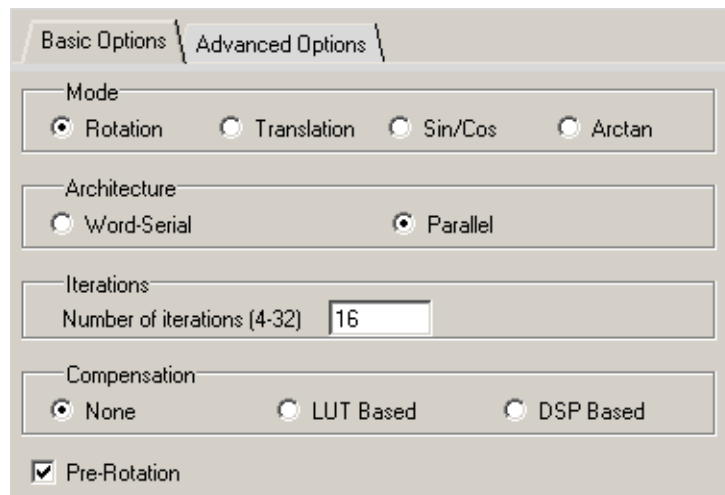 Basic Options Advanced Options
Mode
Rotation Translation Sin/Cos Arctan
Architecture
Word-Serial Parallel
Iterations
Number of iterations (4-32) 16
Compensation
None LUT Based DSP Based
Pre-Rotation